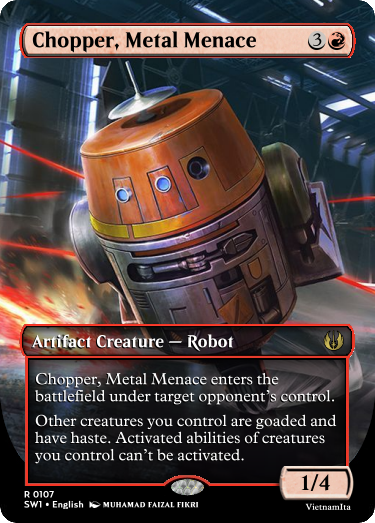 Chopper, Metal Menace 3
Artifact Creature — Robot
Chopper, Metal Menace enters the
battlefield under target opponent's control.
Other creatures you control are goaded and
have haste. Activated abilities of creatures
you control can't be activated.
1/4
R 0107
SW1 • English MUHAMAD FAIZAL FIKRI
VietnamIta